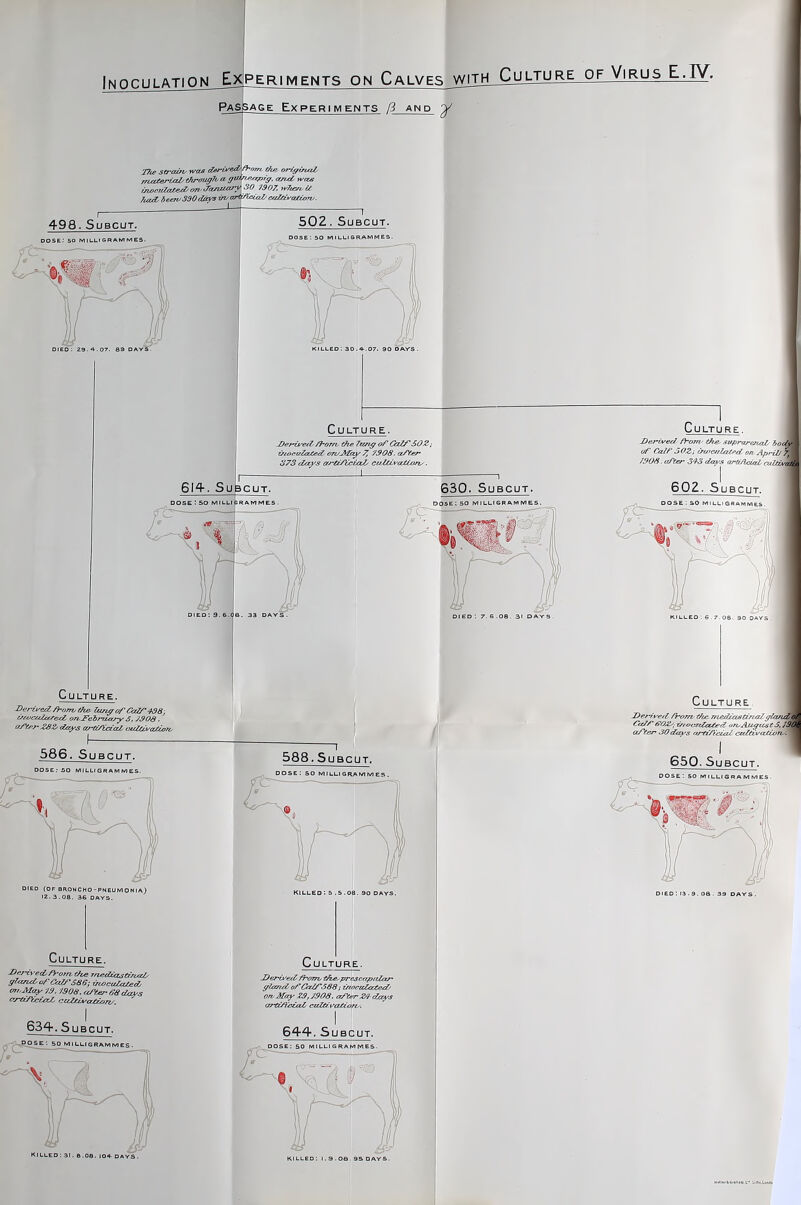 INOCULATION EXPERIMENTS ON CALVES WITH CULTURE OF VIRUS E.IV.
PASSAGE EXPERIMENTS β AND γ
The strain was derived from the original
material through a guineapig, and was
inoculated on January 30 1907, when it
had been 390 days in artificial cultivation.
498. SUBCUT.
DOSE: 50 MILLIGRAMMES.
DIED: 29.4.07. 89 DAYS.
502. SUBCUT.
DOSE: 50 MILLIGRAMMES.
KILLED: 30.4.07. 90 DAYS.
CULTURE.
Derived from the lung of Calf 502;
inoculated on May 7, 1908. after
373 days artificial cultivation.
614. SUBCUT.
DOSE: 50 MILLIGRAMMES.
DIED: 9.6.08. 33 DAYS.
630. SUBCUT.
DOSE: 50 MILLIGRAMMES.
DIED: 7.6.08. 31 DAYS.
CULTURE.
Derived from the suprarenal body
of Calf 502; inoculated on April 7,
1908. after 343 days artificial cultivation
602. SUBCUT.
DOSE: 50 MILLIGRAMMES.
KILLED: 6.7.08. 90 DAYS.
CULTURE.
Derived from the lung of Calf 498;
inoculated on February 5, 1908.
after 282 days artificial cultivation
586. SUBCUT.
DOSE: 50 MILLIGRAMMES.
DIED (OF BRONCHO-PNEUMONIA)
12.3.08. 36 DAYS.
588. SUBCUT.
DOSE: 50 MILLIGRAMMES.
KILLED: 5.5.08. 90 DAYS.
CULTURE
Derived from the mediastinal gland of
Calf 602; inoculated on August 5, 1908
after 30 days artificial cultivation.
650. SUBCUT.
DOSE: 50 MILLIGRAMMES.
DIED: 13.9.08. 39 DAYS.
CULTURE.
Derived from the mediastinal
gland of Calf 586; inoculated
on May 19, 1908. after 68 days
artificial cultivation.
634. SUBCUT.
DOSE: 50 MILLIGRAMMES.
KILLED: 31.8.08. 104 DAYS.
CULTURE.
Derived from the prescapular
gland of Calf 588; inoculated
on May 29, 1908. after 24 days
artificial cultivation.
644. SUBCUT.
DOSE: 50 MILLIGRAMMES.
KILLED: 1.9.08. 95 DAYS.